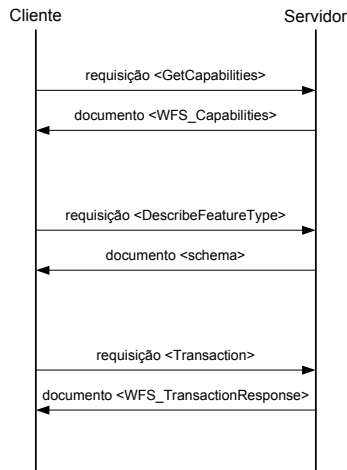 Cliente
Servidor
requisição <GetCapabilities>
documento <WFS_Capabilities>
requisição <DescribeFeatureType>
documento <schema>
requisição <Transaction>
documento <WFS_TransactionResponse>